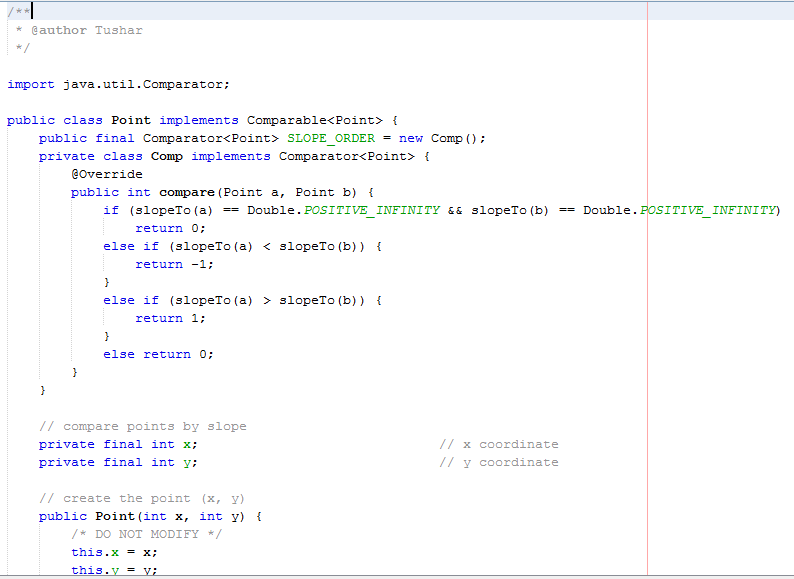 /**
 * @author Tushar
 */
import java.util.Comparator;
public class Point implements Comparable<Point> {
    public final Comparator<Point> SLOPE_ORDER = new Comp();
    private class Comp implements Comparator<Point> {
        @Override
        public int compare(Point a, Point b) {
            if (slopeTo(a) == Double.POSITIVE_INFINITY && slopeTo(b) == Double.POSITIVE_INFINITY)
                return 0;
            else if (slopeTo(a) < slopeTo(b)) {
                return -1;
            }
            else if (slopeTo(a) > slopeTo(b)) {
                return 1;
            }
            else return 0;
        }
    }
    // compare points by slope
    private final int x;                              // x coordinate
    private final int y;                              // y coordinate
    // create the point (x, y)
    public Point(int x, int y) {
        /* DO NOT MODIFY */
        this.x = x;
        this.y = y;